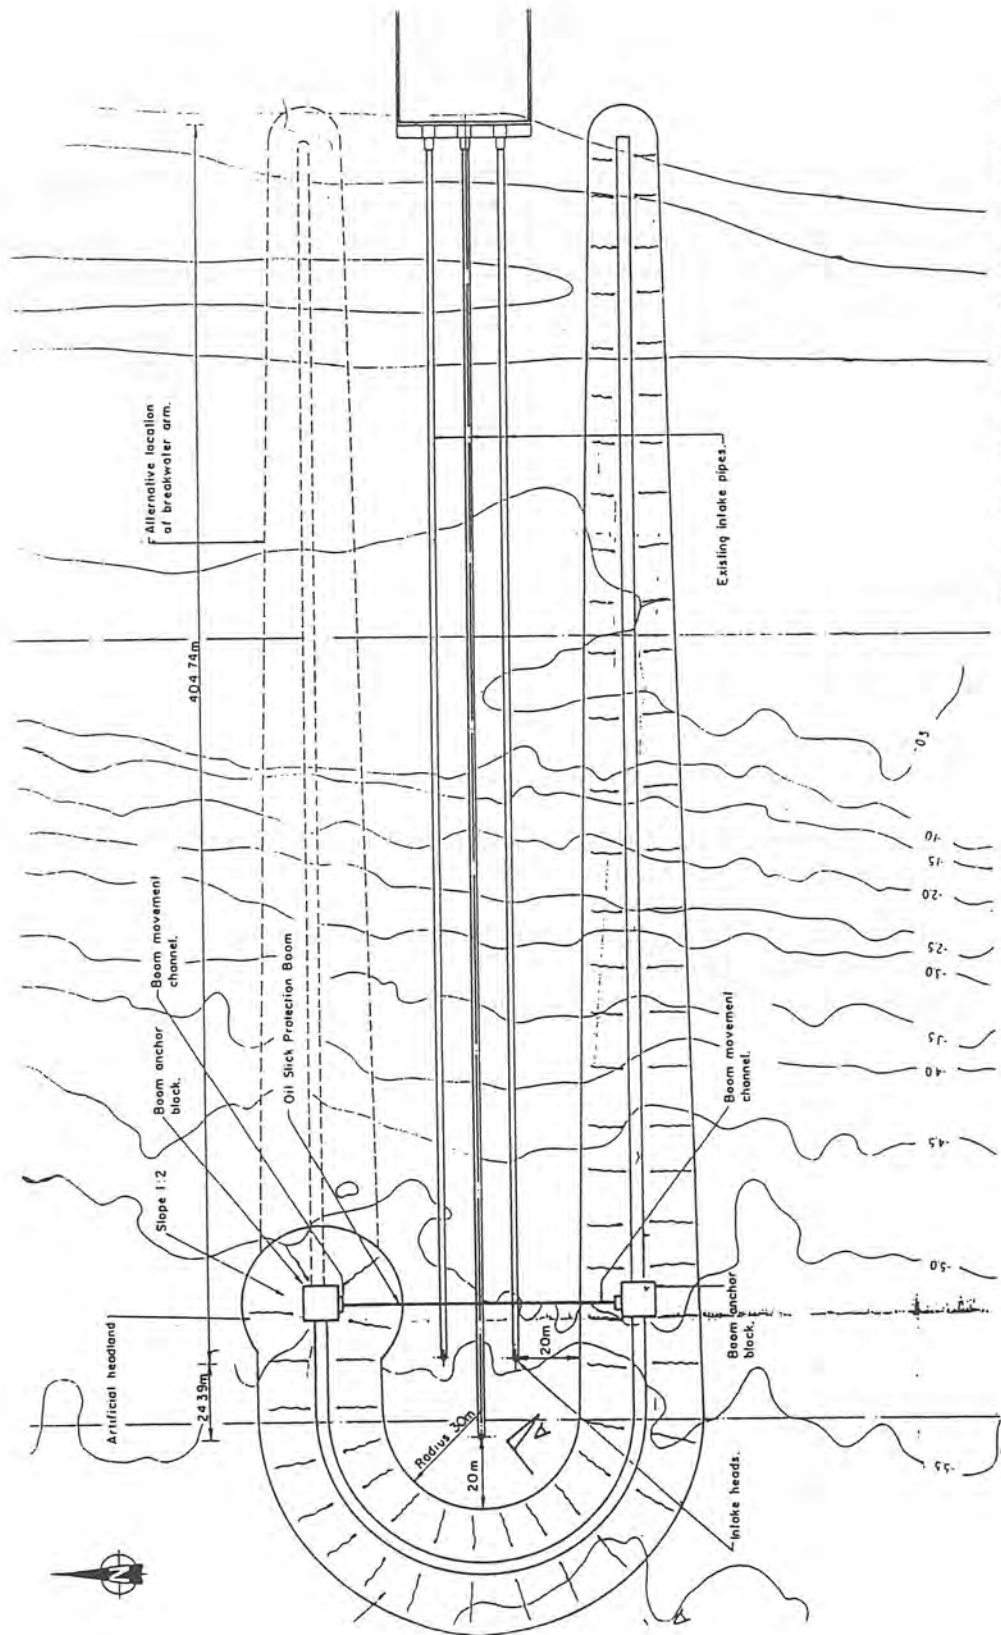 Alternative location
of breakwater arm.
404.74m
Existing intake pipes.
Boom movement
channel.
Boom anchor
block.
Oil Slick Protection Boom
Slope 1:2
Artificial headland
24.39m
Radius 30m
20m
20m
Boom movement
channel.
Boom anchor
block.
Intake heads.
A
A
N
-0.5
-1.0
-1.5
-2.0
-2.5
-3.0
-3.5
-4.0
-4.5
-5.0
-5.5